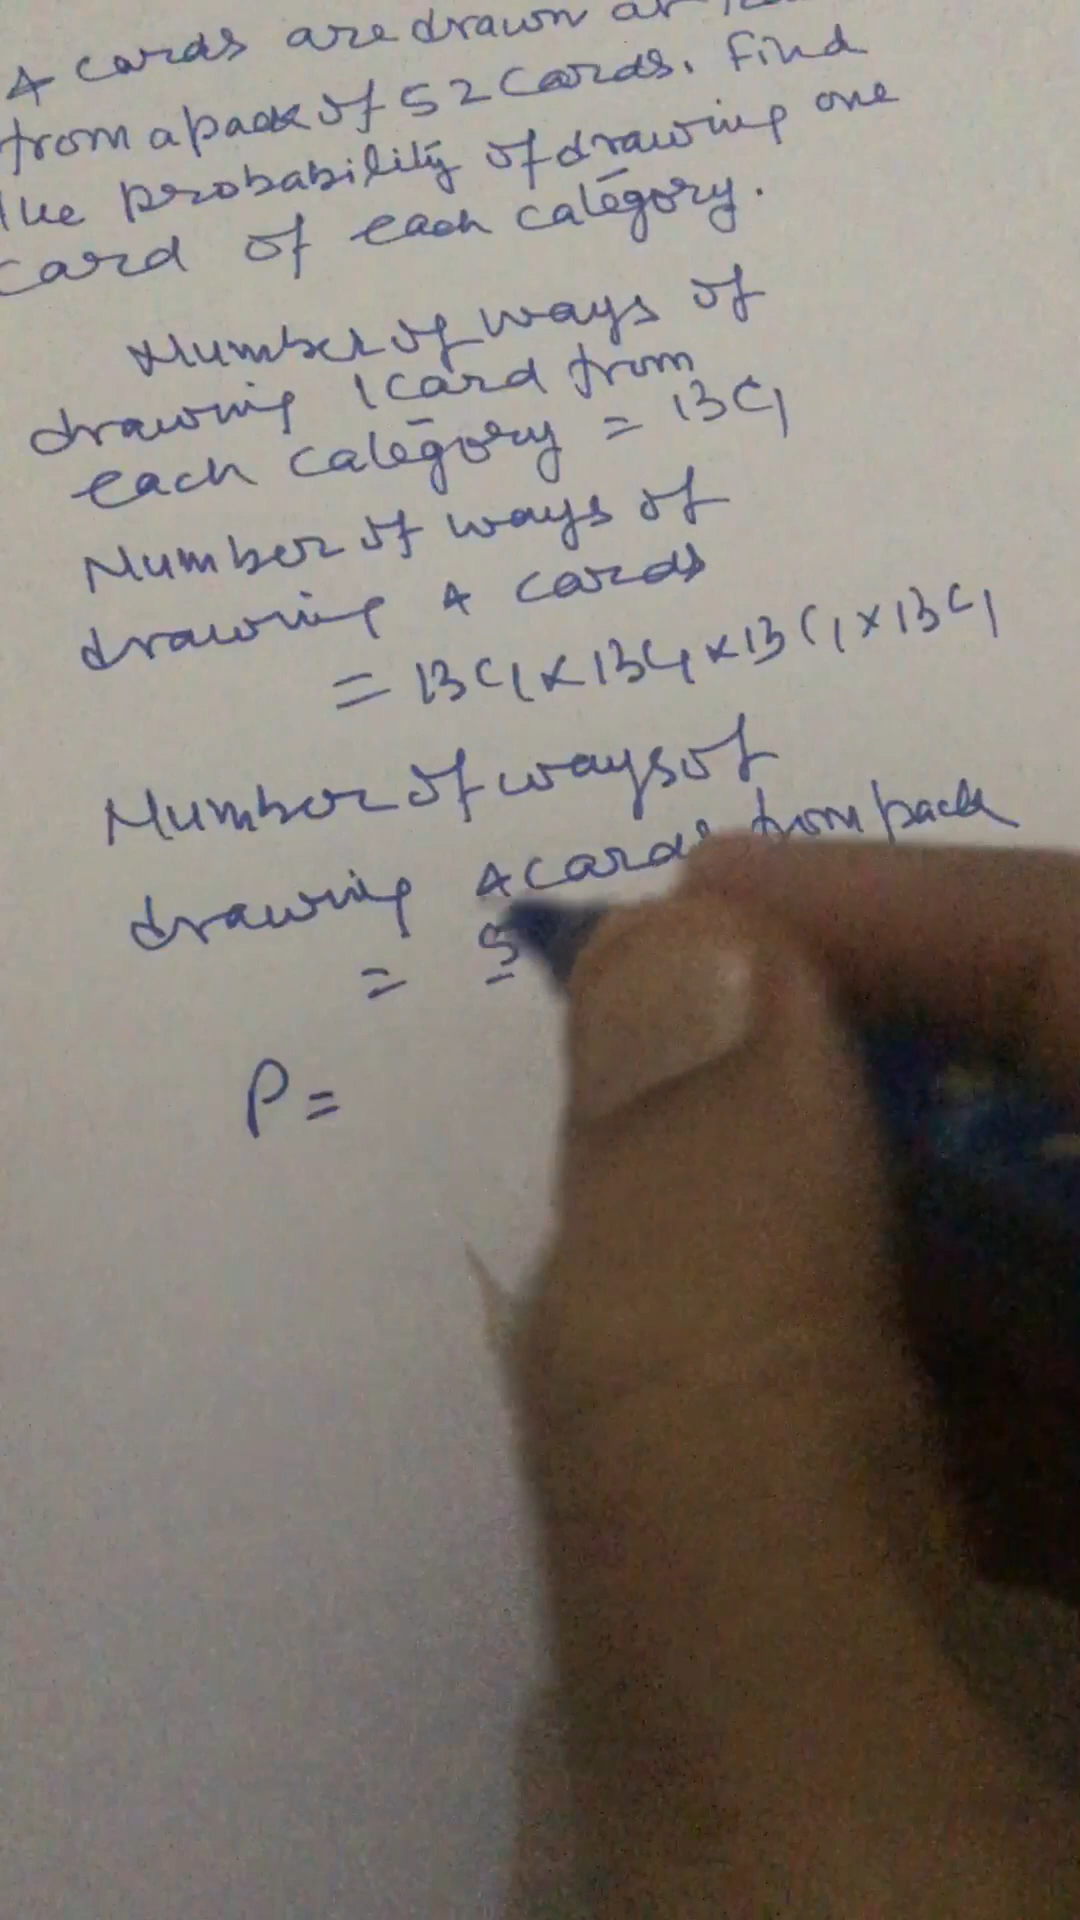 4 cards are drawn at
from a pack of 52 cards. Find
the probability of drawing one
card of each category.
Number of ways of
drawing 1 card from
each category = 13C1
Number of ways of
drawing 4 cards
= 13C1 × 13C1 × 13C1 × 13C1
Number of ways of
drawing 4 cards from pack
= 5
P =